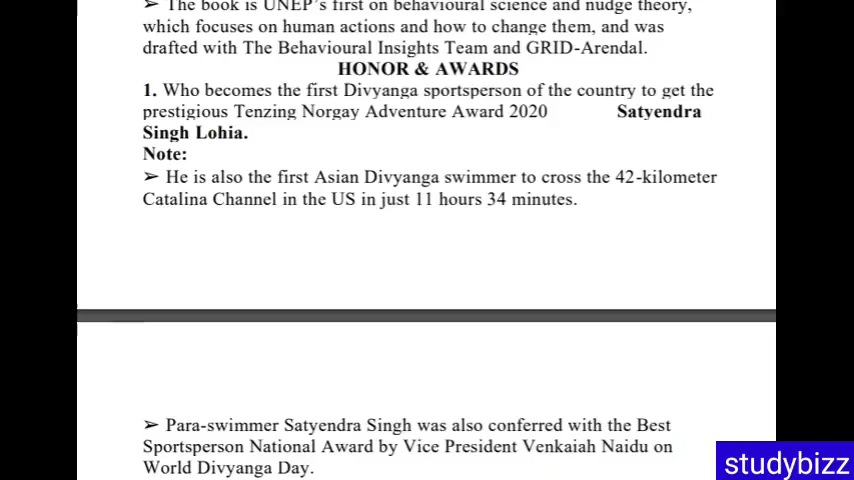 ➢ The book is UNEP's first on behavioural science and nudge theory,
which focuses on human actions and how to change them, and was
drafted with The Behavioural Insights Team and GRID-Arendal.
HONOR & AWARDS
1. Who becomes the first Divyanga sportsperson of the country to get the
prestigious Tenzing Norgay Adventure Award 2020 Satyendra
Singh Lohia.
Note:
➢ He is also the first Asian Divyanga swimmer to cross the 42-kilometer
Catalina Channel in the US in just 11 hours 34 minutes.
➢ Para-swimmer Satyendra Singh was also conferred with the Best
Sportsperson National Award by Vice President Venkaiah Naidu on
World Divyanga Day.
studybizz